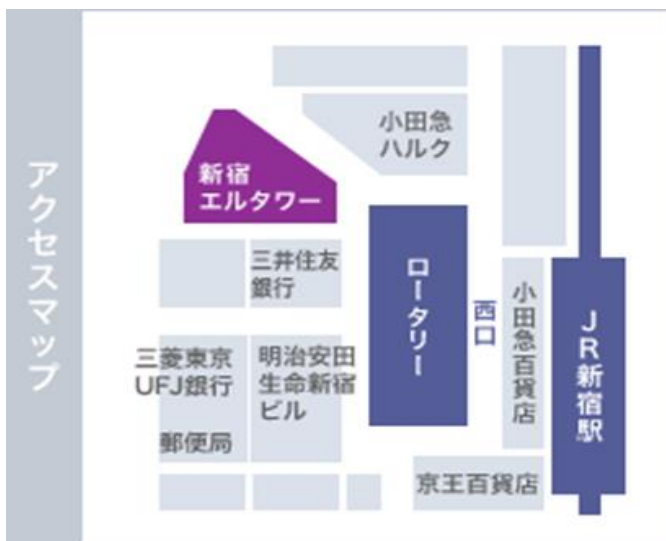 アクセスマップ
小田急
ハルク
新宿
エルタワー
三井住友
銀行
ロータリー
西口
小田急百貨店
JR新宿駅
三菱東京
UFJ銀行
郵便局
明治安田
生命新宿
ビル
京王百貨店